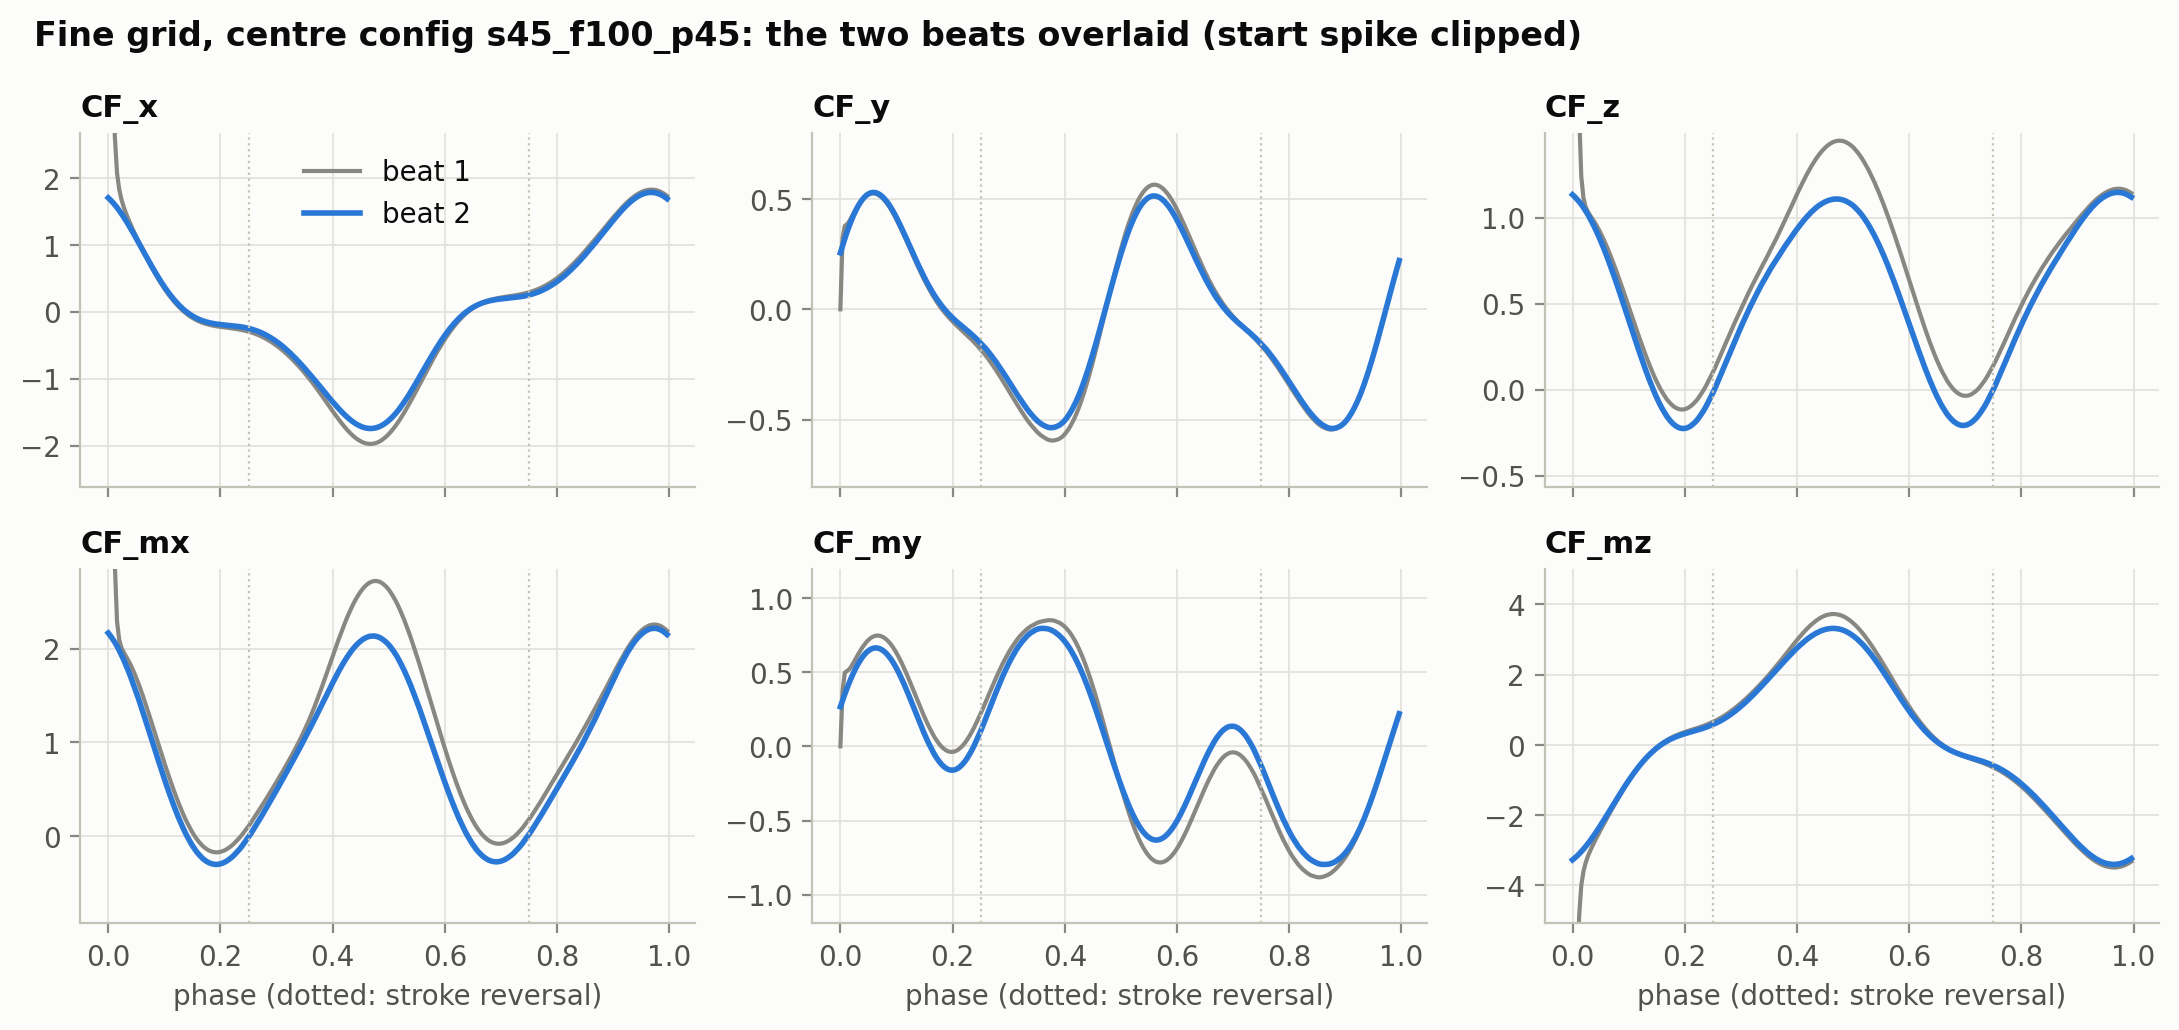 Fine grid, centre config s45_f100_p45: the two beats overlaid (start spike clipped)
CF_x
2
1
0
−1
−2
beat 1
beat 2
CF_y
0.5
0.0
−0.5
CF_z
1.0
0.5
0.0
−0.5
CF_mx
2
1
0
0.0 0.2 0.4 0.6 0.8 1.0
phase (dotted: stroke reversal)
CF_my
1.0
0.5
0.0
−0.5
−1.0
0.0 0.2 0.4 0.6 0.8 1.0
phase (dotted: stroke reversal)
CF_mz
4
2
0
−2
−4
0.0 0.2 0.4 0.6 0.8 1.0
phase (dotted: stroke reversal)